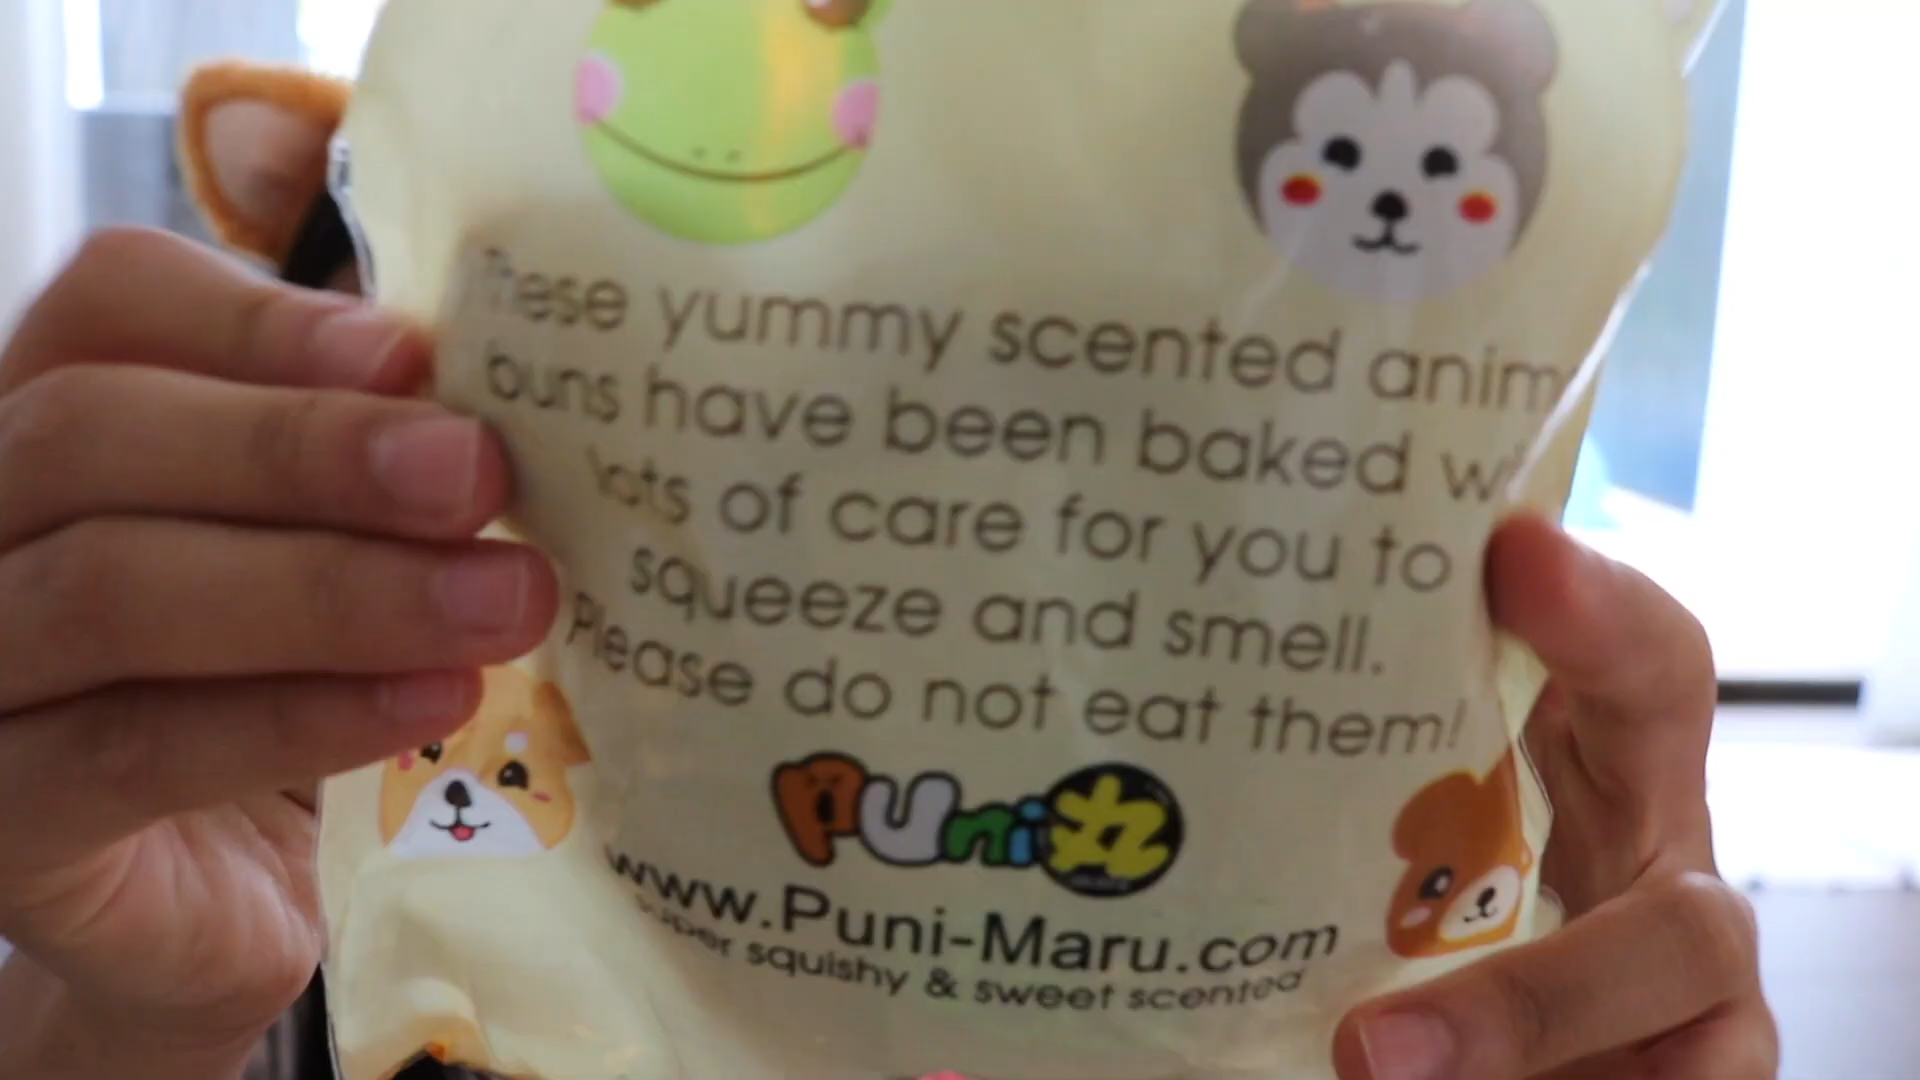 These yummy scented anim
buns have been baked wi
lots of care for you to
squeeze and smell.
Please do not eat them!
Puni丸
www.Puni-Maru.com
super squishy & sweet scented